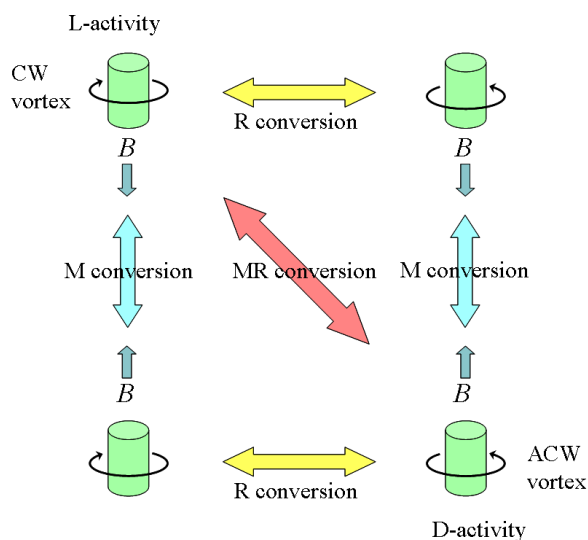 L-activity
CW
vortex
R conversion
B
B
M conversion
MR conversion
M conversion
B
B
R conversion
ACW
vortex
D-activity